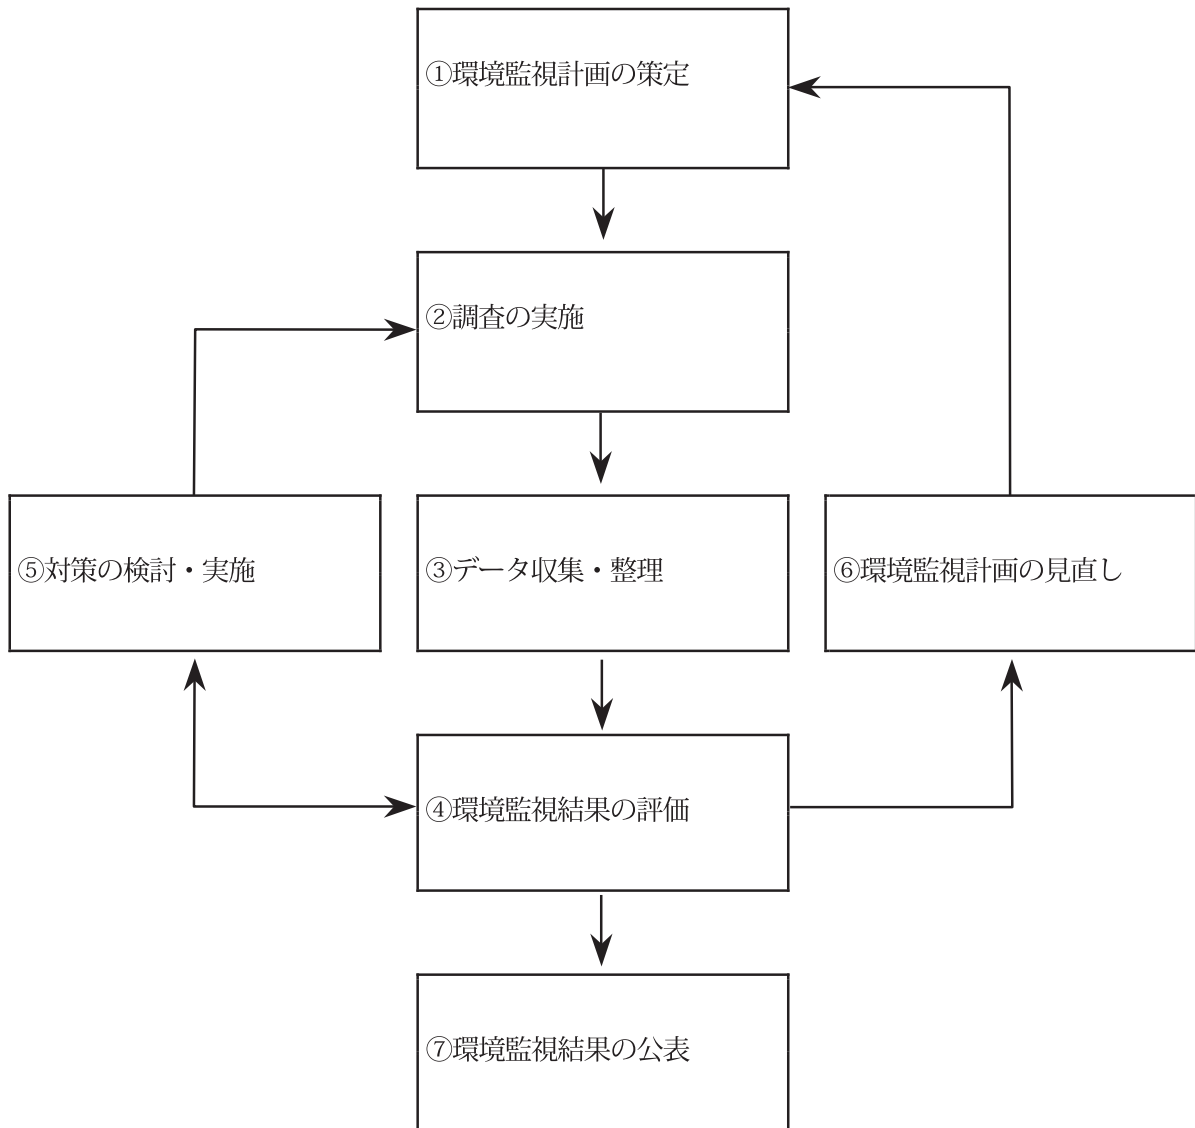 ①環境監視計画の策定
②調査の実施
⑤対策の検討・実施
③データ収集・整理
⑥環境監視計画の見直し
④環境監視結果の評価
⑦環境監視結果の公表